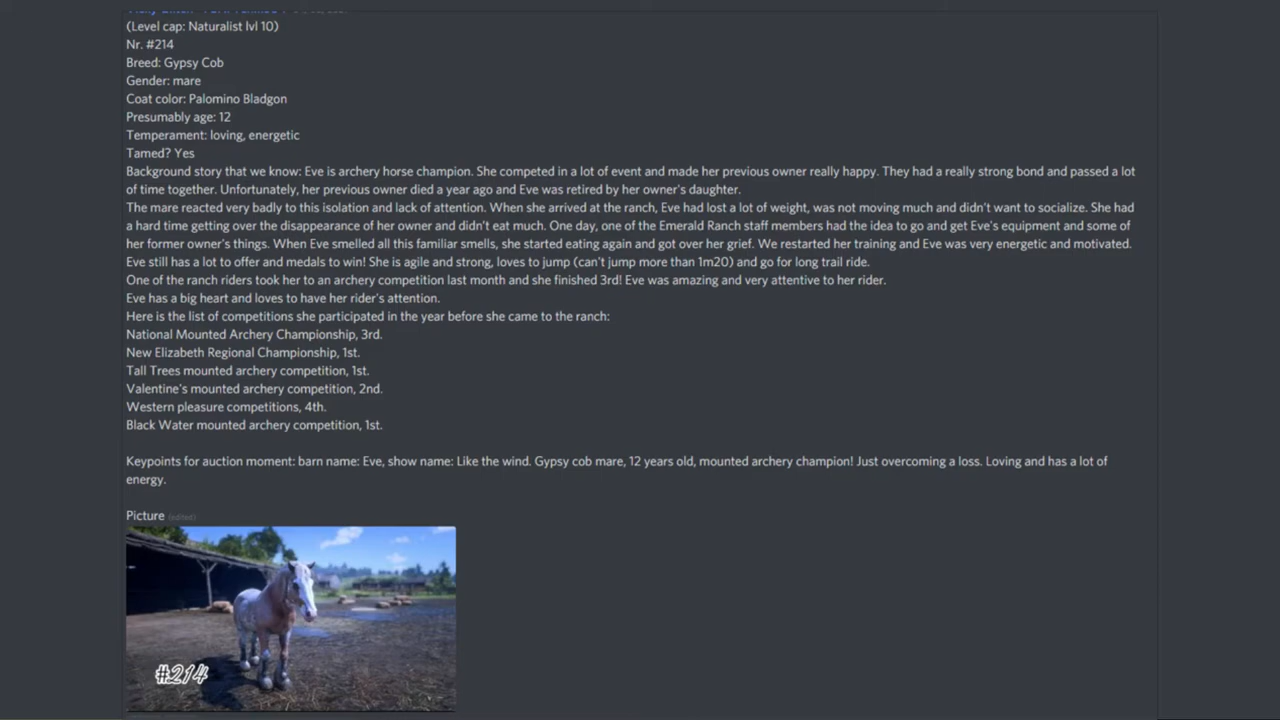 (Level cap: Naturalist lvl 10)
Nr. #214
Breed: Gypsy Cob
Gender: mare
Coat color: Palomino Bladgon
Presumably age: 12
Temperament: loving, energetic
Tamed? Yes
Background story that we know: Eve is archery horse champion. She competed in a lot of event and made her previous owner really happy. They had a really strong bond and passed a lot
of time together. Unfortunately, her previous owner died a year ago and Eve was retired by her owner's daughter.
The mare reacted very badly to this isolation and lack of attention. When she arrived at the ranch, Eve had lost a lot of weight, was not moving much and didn't want to socialize. She had
a hard time getting over the disappearance of her owner and didn't eat much. One day, one of the Emerald Ranch staff members had the idea to go and get Eve's equipment and some of
her former owner's things. When Eve smelled all this familiar smells, she started eating again and got over her grief. We restarted her training and Eve was very energetic and motivated.
Eve still has a lot to offer and medals to win! She is agile and strong, loves to jump (can't jump more than 1m20) and go for long trail ride.
One of the ranch riders took her to an archery competition last month and she finished 3rd! Eve was amazing and very attentive to her rider.
Eve has a big heart and loves to have her rider's attention.
Here is the list of competitions she participated in the year before she came to the ranch:
National Mounted Archery Championship, 3rd.
New Elizabeth Regional Championship, 1st.
Tall Trees mounted archery competition, 1st.
Valentine's mounted archery competition, 2nd.
Western pleasure competitions, 4th.
Black Water mounted archery competition, 1st.
Keypoints for auction moment: barn name: Eve, show name: Like the wind. Gypsy cob mare, 12 years old, mounted archery champion! Just overcoming a loss. Loving and has a lot of
energy.
Picture (edited)
#214